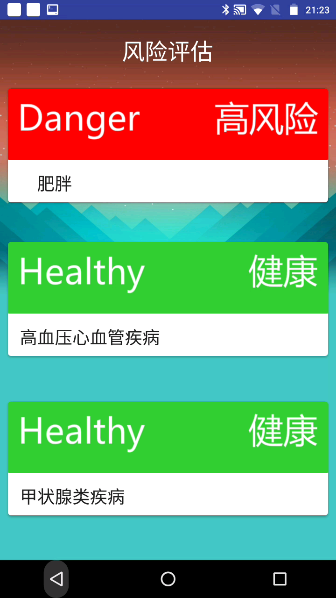 21:23
风险评估
Danger 高风险
肥胖
Healthy 健康
高血压心血管疾病
Healthy 健康
甲状腺类疾病